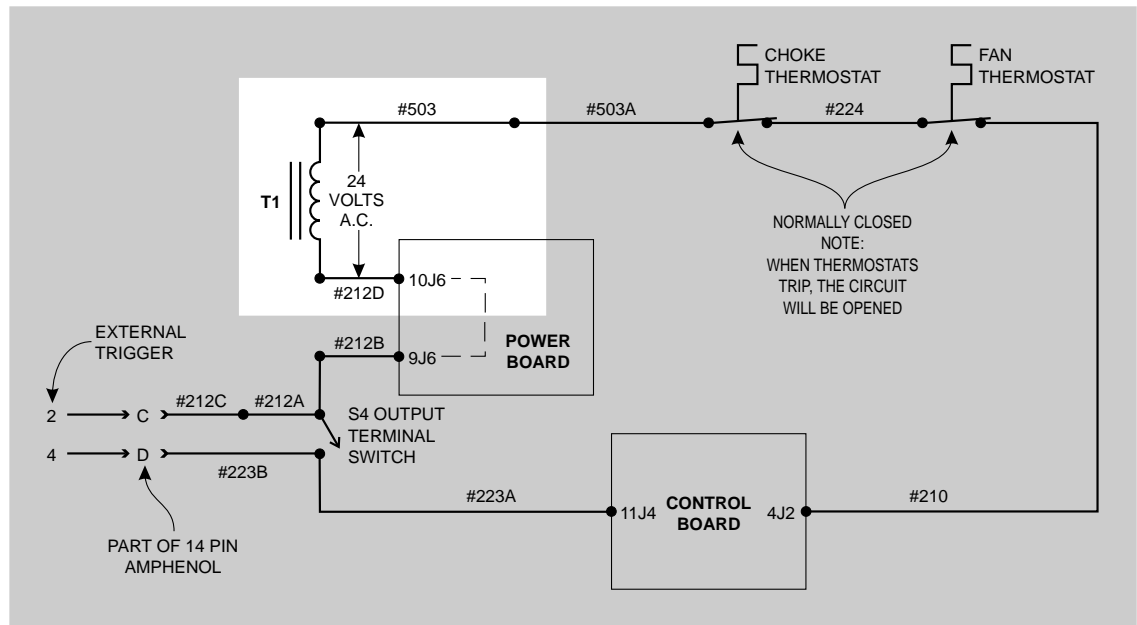 CHOKE
THERMOSTAT
FAN
THERMOSTAT
#503
#503A
#224
T1
24
VOLTS
A.C.
NORMALLY CLOSED
NOTE:
WHEN THERMOSTATS
TRIP, THE CIRCUIT
WILL BE OPENED
10J6
#212D
POWER
BOARD
#212B
9J6
EXTERNAL
TRIGGER
#212C
#212A
2
C
S4 OUTPUT
TERMINAL
SWITCH
4
D
#223B
#223A
#210
11J4
CONTROL
BOARD
4J2
PART OF 14 PIN
AMPHENOL